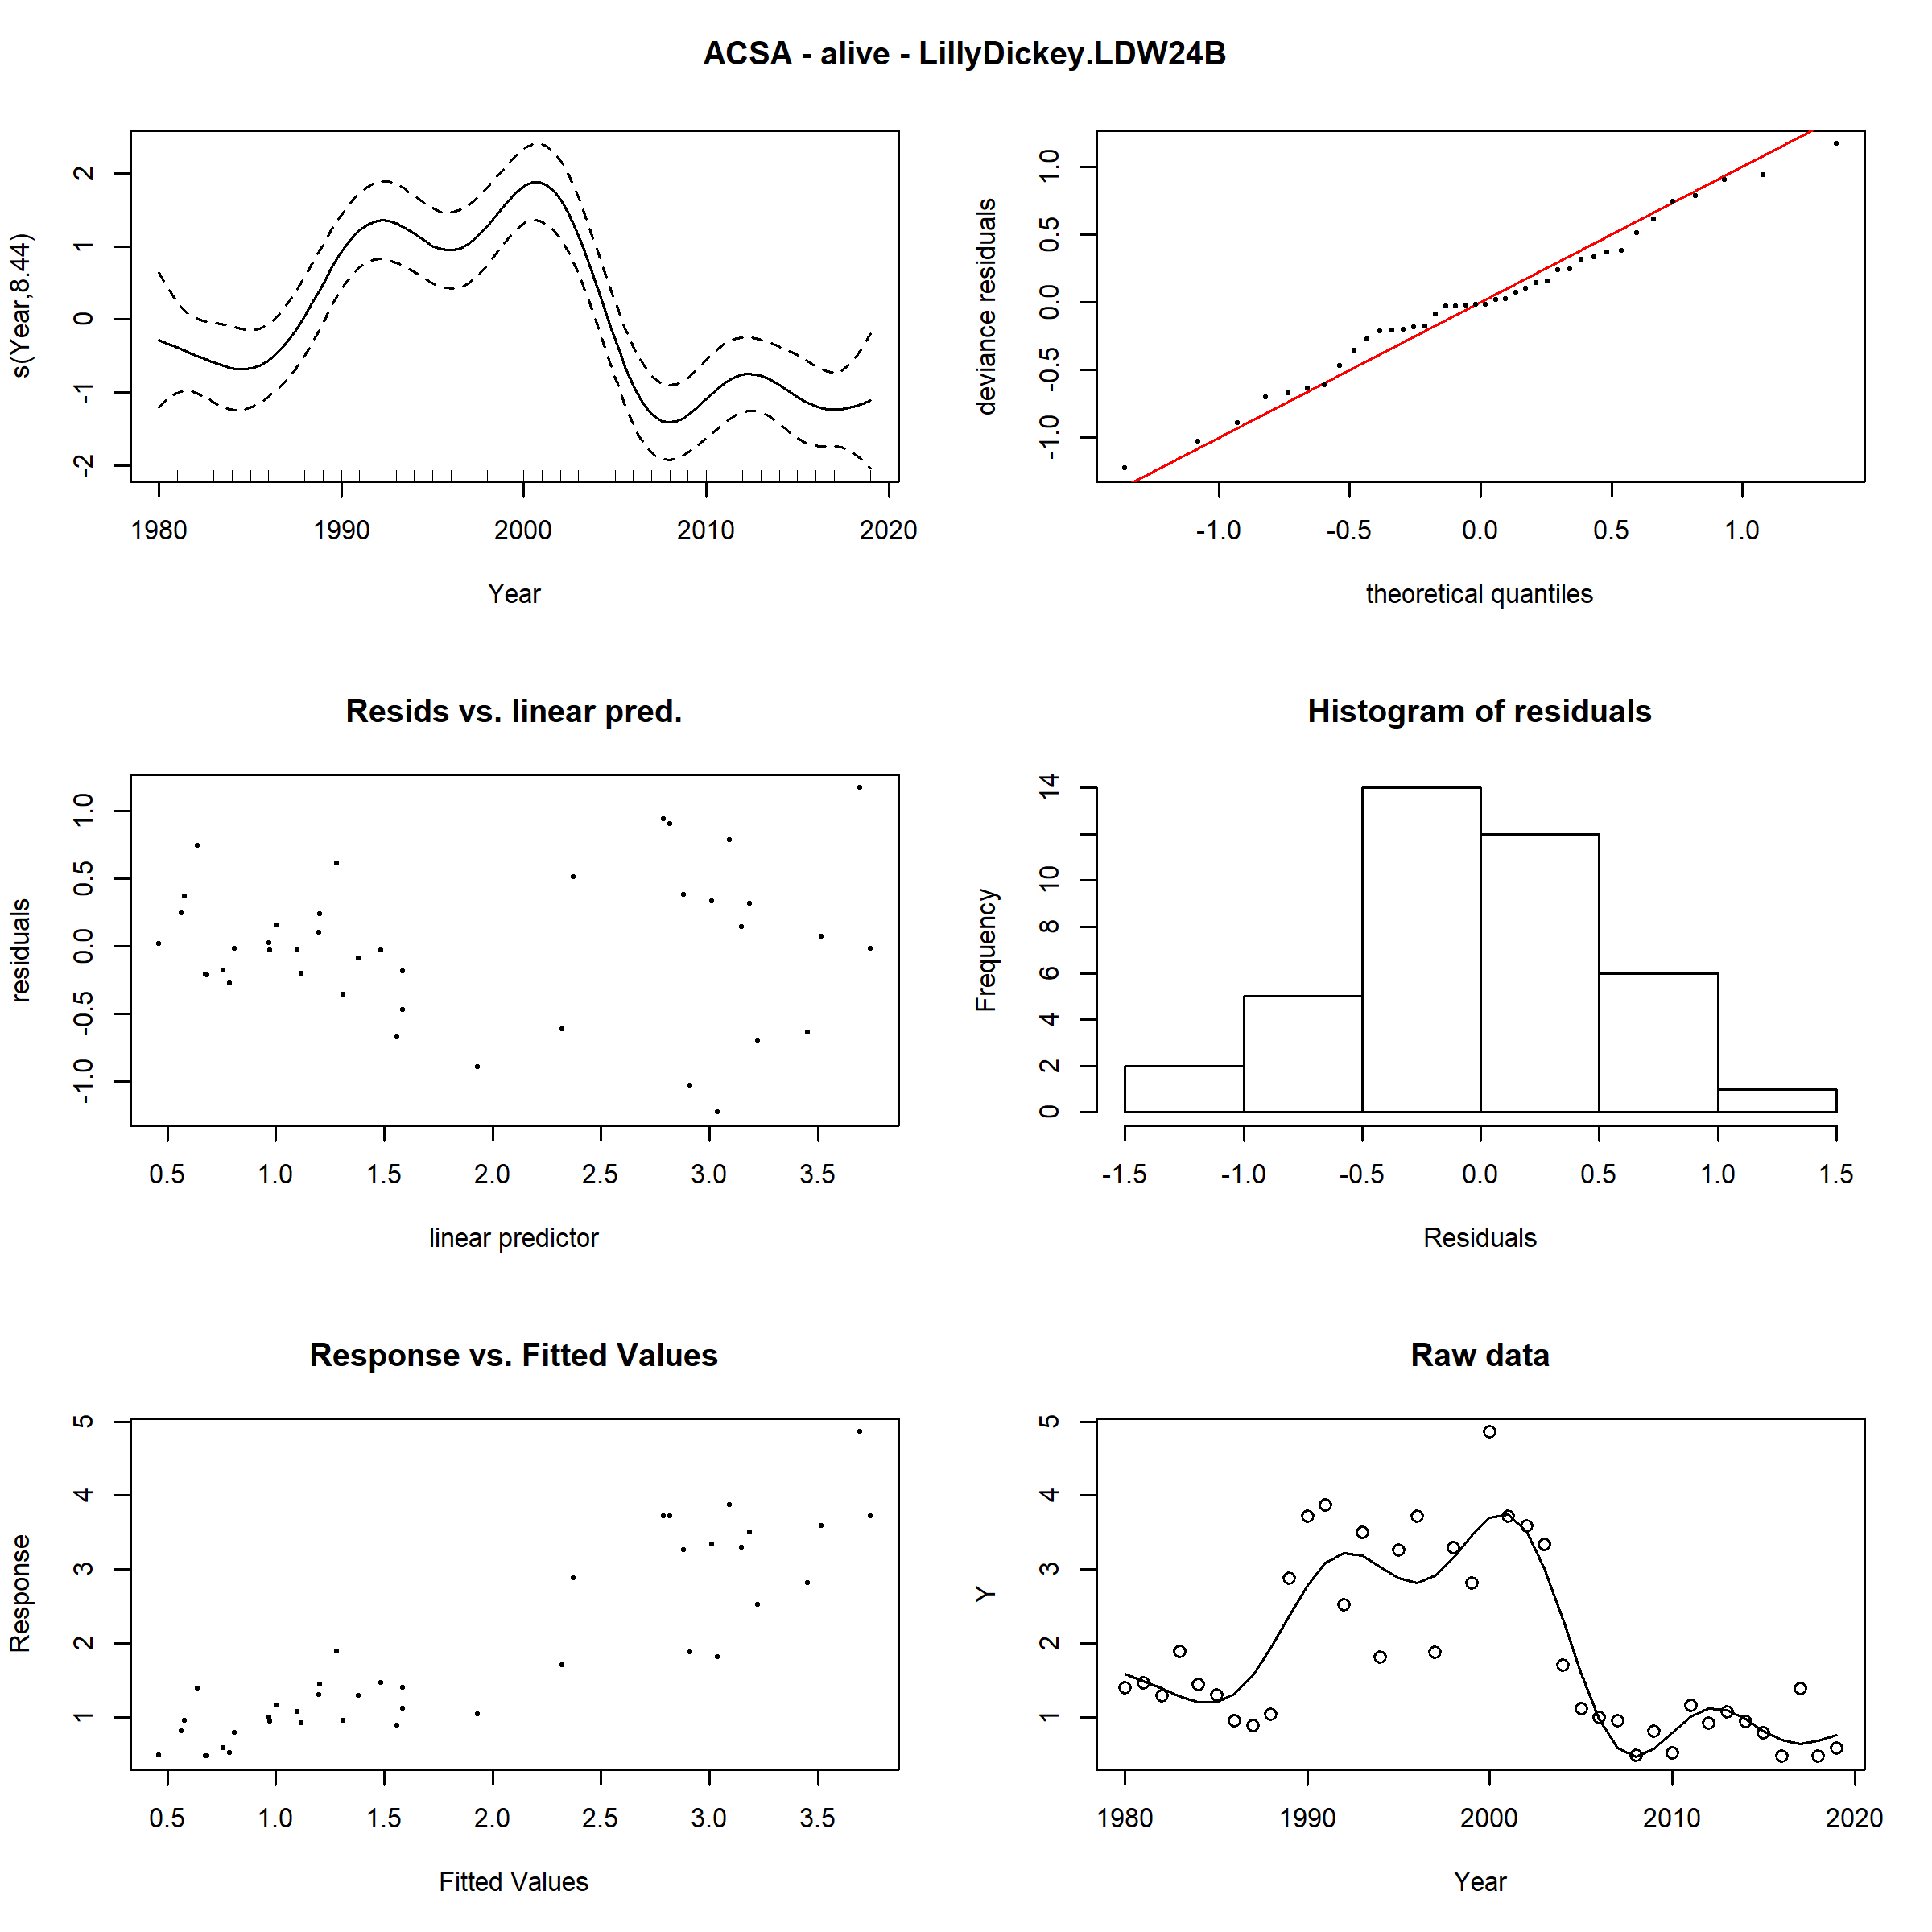 ACSA - alive - LillyDickey.LDW24B
s(Year,8.44)
2
1
0
-1
-2
1980 1990 2000 2010 2020
Year
deviance residuals
1.0
0.5
0.0
-0.5
-1.0
-1.0 -0.5 0.0 0.5 1.0
theoretical quantiles
Resids vs. linear pred.
residuals
1.0
0.5
0.0
-0.5
-1.0
0.5 1.0 1.5 2.0 2.5 3.0 3.5
linear predictor
Histogram of residuals
Frequency
14
10
8
6
4
2
0
-1.5 -1.0 -0.5 0.0 0.5 1.0 1.5
Residuals
Response vs. Fitted Values
Response
5
4
3
2
1
0.5 1.0 1.5 2.0 2.5 3.0 3.5
Fitted Values
Raw data
Y
5
4
3
2
1
1980 1990 2000 2010 2020
Year